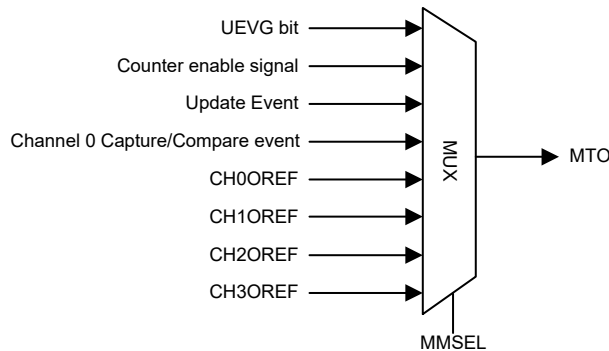 UEVG bit
Counter enable signal
Update Event
Channel 0 Capture/Compare event
CH0OREF
CH1OREF
CH2OREF
CH3OREF
MUX
MTO
MMSEL